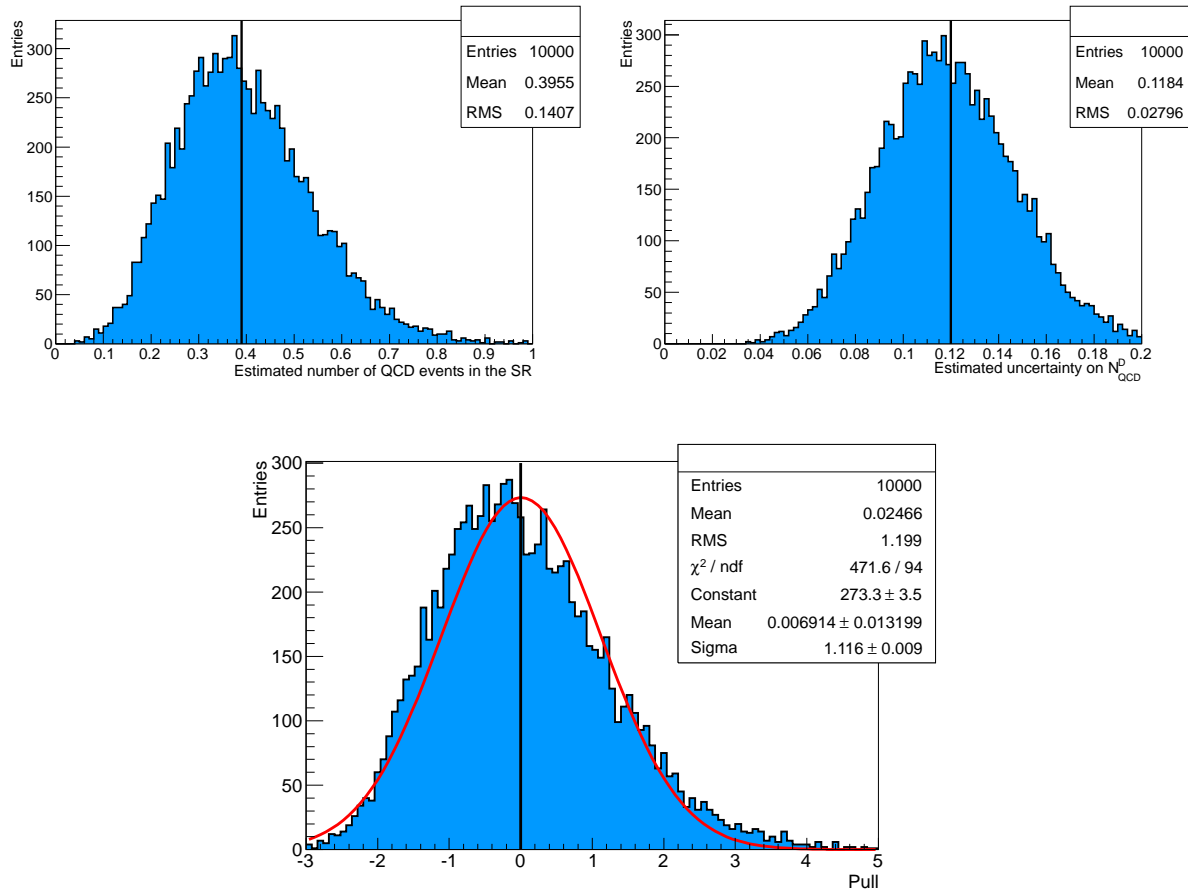 Entries
300
250
200
150
100
50
0
0 0.1 0.2 0.3 0.4 0.5 0.6 0.7 0.8 0.9 1
Estimated number of QCD events in the SR
Entries 10000
Mean 0.3955
RMS 0.1407
Entries
300
250
200
150
100
50
0
0 0.02 0.04 0.06 0.08 0.1 0.12 0.14 0.16 0.18 0.2
Estimated uncertainty on N^D_QCD
Entries 10000
Mean 0.1184
RMS 0.02796
Entries
300
250
200
150
100
50
0
-3 -2 -1 0 1 2 3 4 5
Pull
Entries 10000
Mean 0.02466
RMS 1.199
χ² / ndf 471.6 / 94
Constant 273.3 ± 3.5
Mean 0.006914 ± 0.013199
Sigma 1.116 ± 0.009